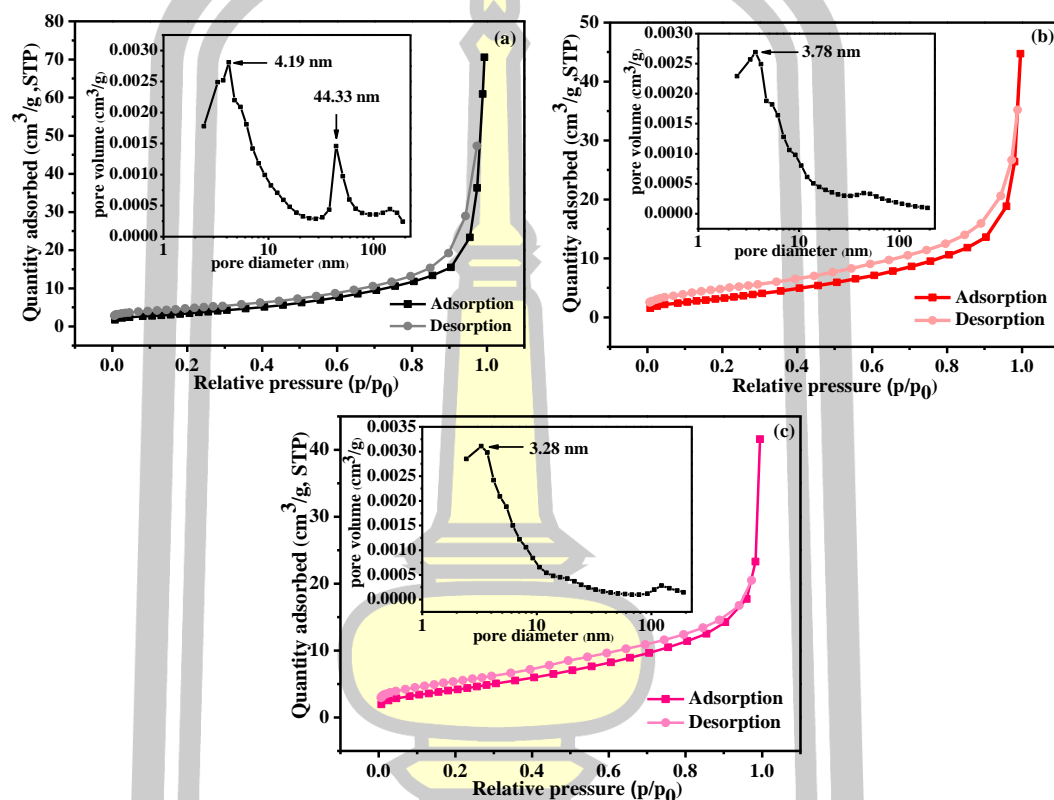 (a)
Quantity adsorbed (cm³/g ,STP)
80
70
60
50
40
30
20
10
0
0.0 0.2 0.4 0.6 0.8 1.0
Relative pressure (p/p₀)
Adsorption
Desorption
pore volume (cm³/g)
0.0030
0.0025
0.0020
0.0015
0.0010
0.0005
0.0000
4.19 nm
44.33 nm
1 10 100
pore diameter (nm)
(b)
Quantity adsorbed (cm³/g ,STP)
50
40
30
20
10
0
0.0 0.2 0.4 0.6 0.8 1.0
Relative pressure (p/p₀)
Adsorption
Desorption
pore volume (cm³/g)
0.0030
0.0025
0.0020
0.0015
0.0010
0.0005
0.0000
3.78 nm
1 10 100
pore diameter (nm)
(c)
Quantity adsorbed (cm³/g, STP)
40
30
20
10
0
0.0 0.2 0.4 0.6 0.8 1.0
Relative pressure (p/p₀)
Adsorption
Desorption
pore volume (cm³/g)
0.0035
0.0030
0.0025
0.0020
0.0015
0.0010
0.0005
0.0000
3.28 nm
1 10 100
pore diameter (nm)